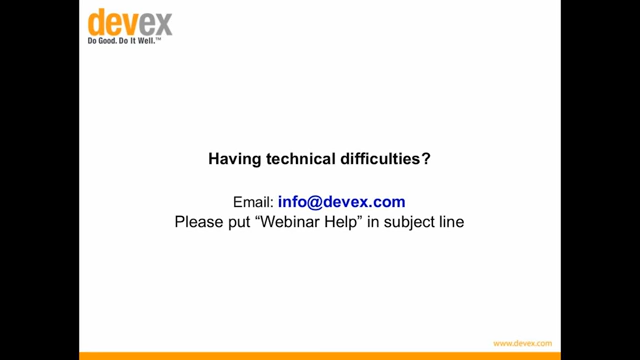 devex
Do Good. Do It Well.™
Having technical difficulties?
Email: info@devex.com
Please put “Webinar Help” in subject line
www.devex.com